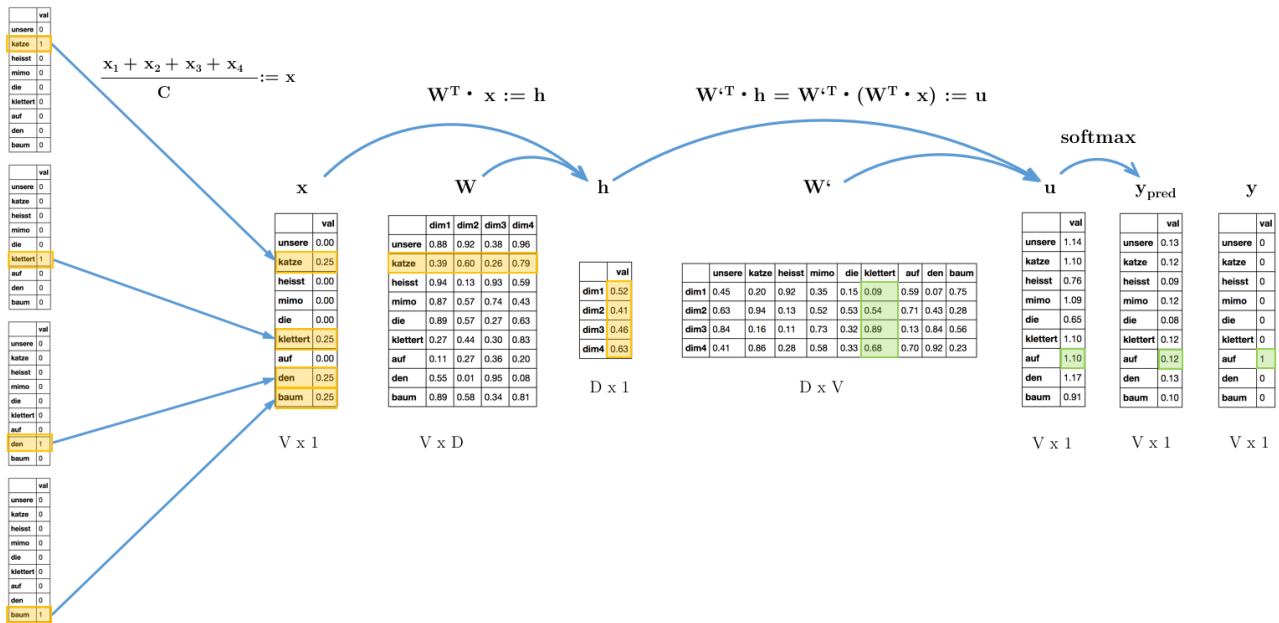 val
unsere 0
katze 1
heisst 0
mimo 0
die 0
klettert 0
auf 0
den 0
baum 0
val
unsere 0
katze 0
heisst 0
mimo 0
die 0
klettert 1
auf 0
den 0
baum 0
val
unsere 0
katze 0
heisst 0
mimo 0
die 0
klettert 0
auf 0
den 1
baum 0
val
unsere 0
katze 0
heisst 0
mimo 0
die 0
klettert 0
auf 0
den 0
baum 1
x₁ + x₂ + x₃ + x₄
C
:= x
Wᵀ · x := h
W‘ᵀ · h = W‘ᵀ · (Wᵀ · x) := u
softmax
x
val
unsere 0.00
katze 0.25
heisst 0.00
mimo 0.00
die 0.00
klettert 0.25
auf 0.00
den 0.25
baum 0.25
V x 1
W
dim1 dim2 dim3 dim4
unsere 0.88 0.92 0.38 0.96
katze 0.39 0.60 0.26 0.79
heisst 0.94 0.13 0.93 0.59
mimo 0.87 0.57 0.74 0.43
die 0.89 0.57 0.27 0.63
klettert 0.27 0.44 0.30 0.83
auf 0.11 0.27 0.36 0.20
den 0.55 0.01 0.95 0.08
baum 0.89 0.58 0.34 0.81
V x D
h
val
dim1 0.52
dim2 0.41
dim3 0.46
dim4 0.63
D x 1
W‘
unsere katze heisst mimo die klettert auf den baum
dim1 0.45 0.20 0.92 0.35 0.15 0.09 0.59 0.07 0.75
dim2 0.63 0.94 0.13 0.52 0.53 0.54 0.71 0.43 0.28
dim3 0.84 0.16 0.11 0.73 0.32 0.89 0.13 0.84 0.56
dim4 0.41 0.86 0.28 0.58 0.33 0.68 0.70 0.92 0.23
D x V
u
val
unsere 1.14
katze 1.10
heisst 0.76
mimo 1.09
die 0.65
klettert 1.10
auf 1.10
den 1.17
baum 0.91
V x 1
y_pred
val
unsere 0.13
katze 0.12
heisst 0.09
mimo 0.12
die 0.08
klettert 0.12
auf 0.12
den 0.13
baum 0.10
V x 1
y
val
unsere 0
katze 0
heisst 0
mimo 0
die 0
klettert 0
auf 1
den 0
baum 0
V x 1